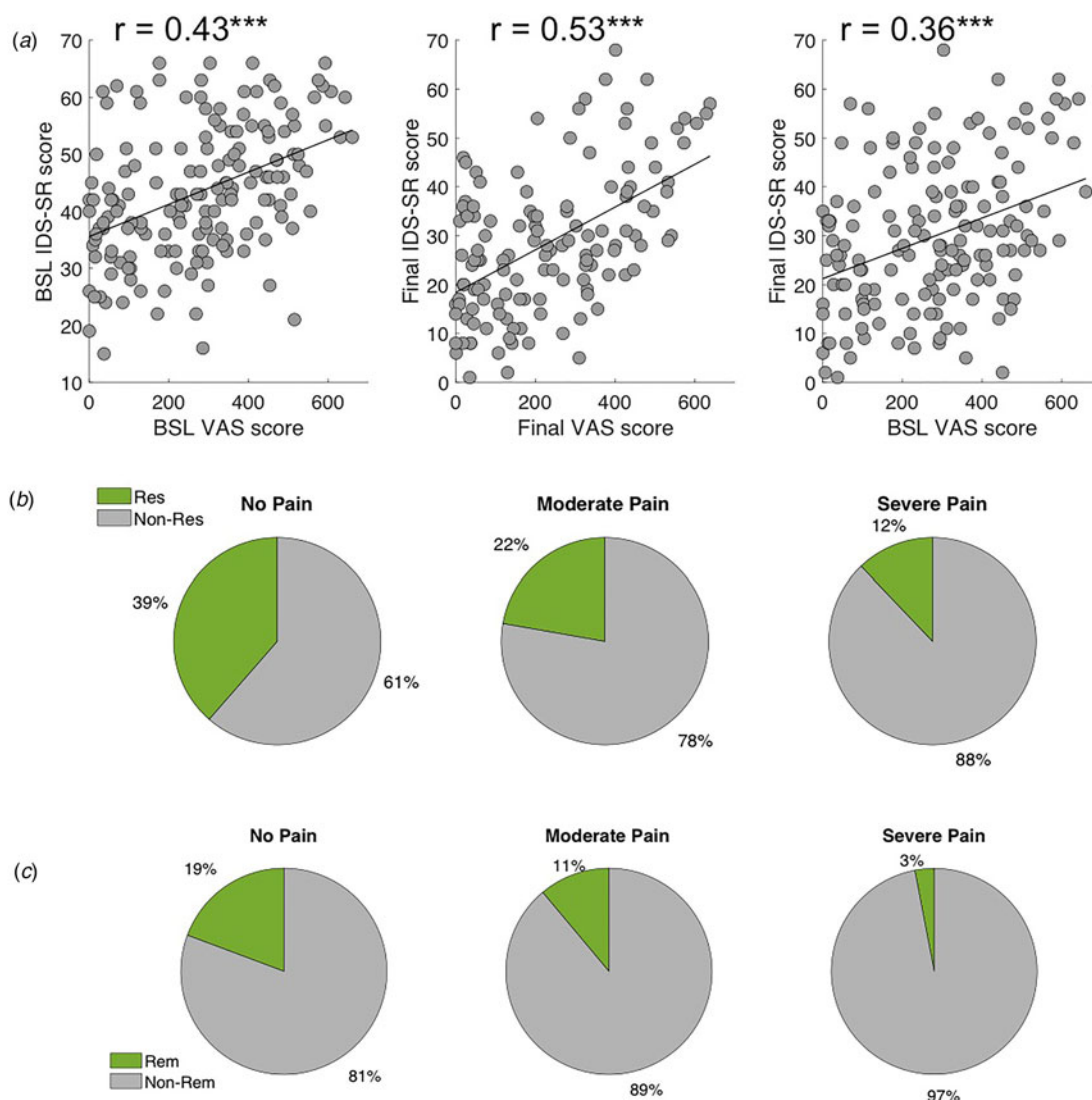 (a)
r = 0.43***
r = 0.53***
r = 0.36***
BSL IDS-SR score
70
60
50
40
30
20
10
0 200 400 600
BSL VAS score
Final IDS-SR score
70
60
50
40
30
20
10
0
0 200 400 600
Final VAS score
Final IDS-SR score
70
60
50
40
30
20
10
0
0 200 400 600
BSL VAS score
(b)
Res
Non-Res
No Pain
39%
61%
Moderate Pain
22%
78%
Severe Pain
12%
88%
(c)
No Pain
19%
81%
Moderate Pain
11%
89%
Severe Pain
3%
97%
Rem
Non-Rem